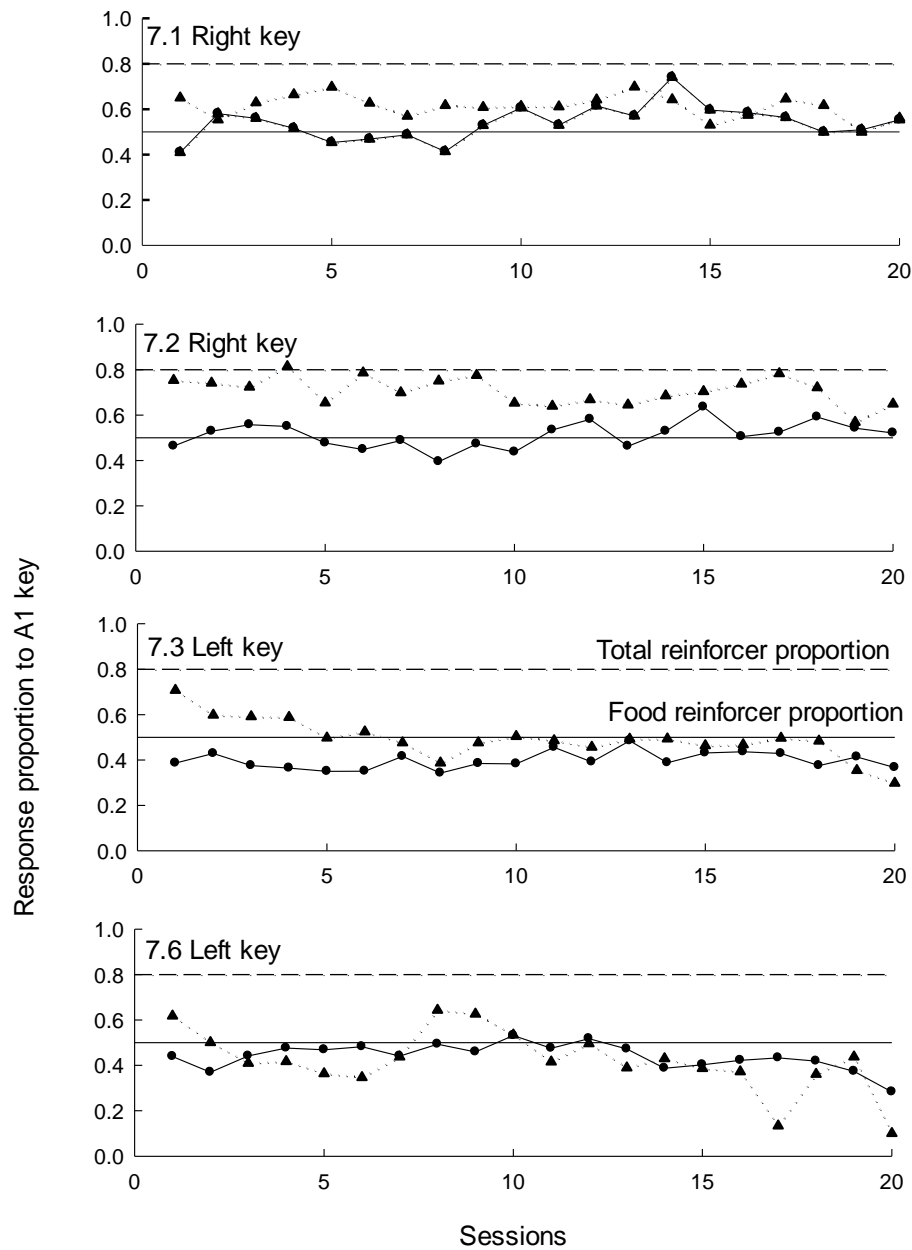 Response proportion to A1 key
7.1 Right key
1.0
0.8
0.6
0.4
0.2
0.0
0 5 10 15 20
7.2 Right key
1.0
0.8
0.6
0.4
0.2
0.0
0 5 10 15 20
7.3 Left key
Total reinforcer proportion
Food reinforcer proportion
1.0
0.8
0.6
0.4
0.2
0.0
0 5 10 15 20
7.6 Left key
1.0
0.8
0.6
0.4
0.2
0.0
0 5 10 15 20
Sessions